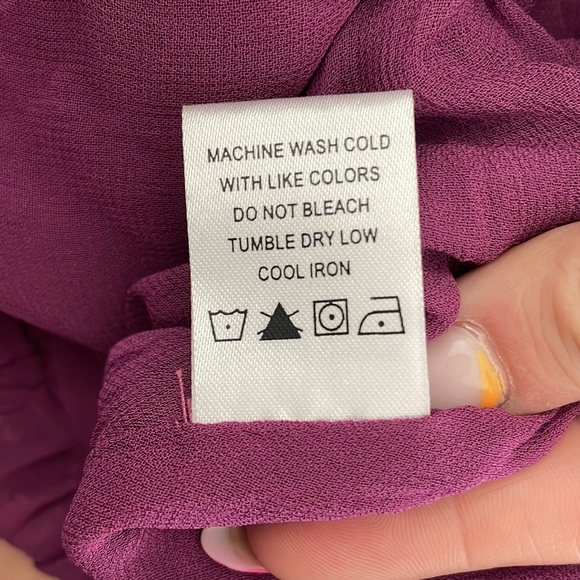 MACHINE WASH COLD
WITH LIKE COLORS
DO NOT BLEACH
TUMBLE DRY LOW
COOL IRON